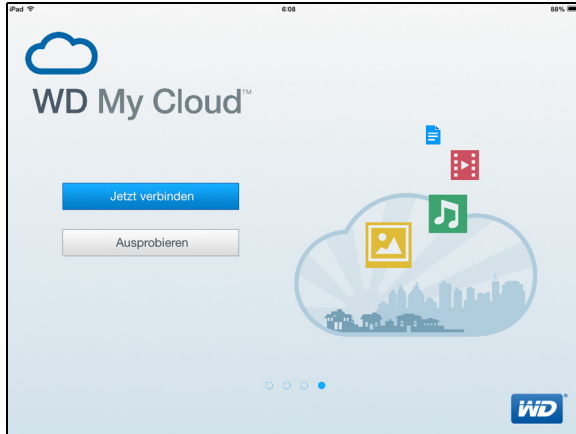 iPad 6:08 88%
WD My Cloud™
Jetzt verbinden
Ausprobieren
WD®